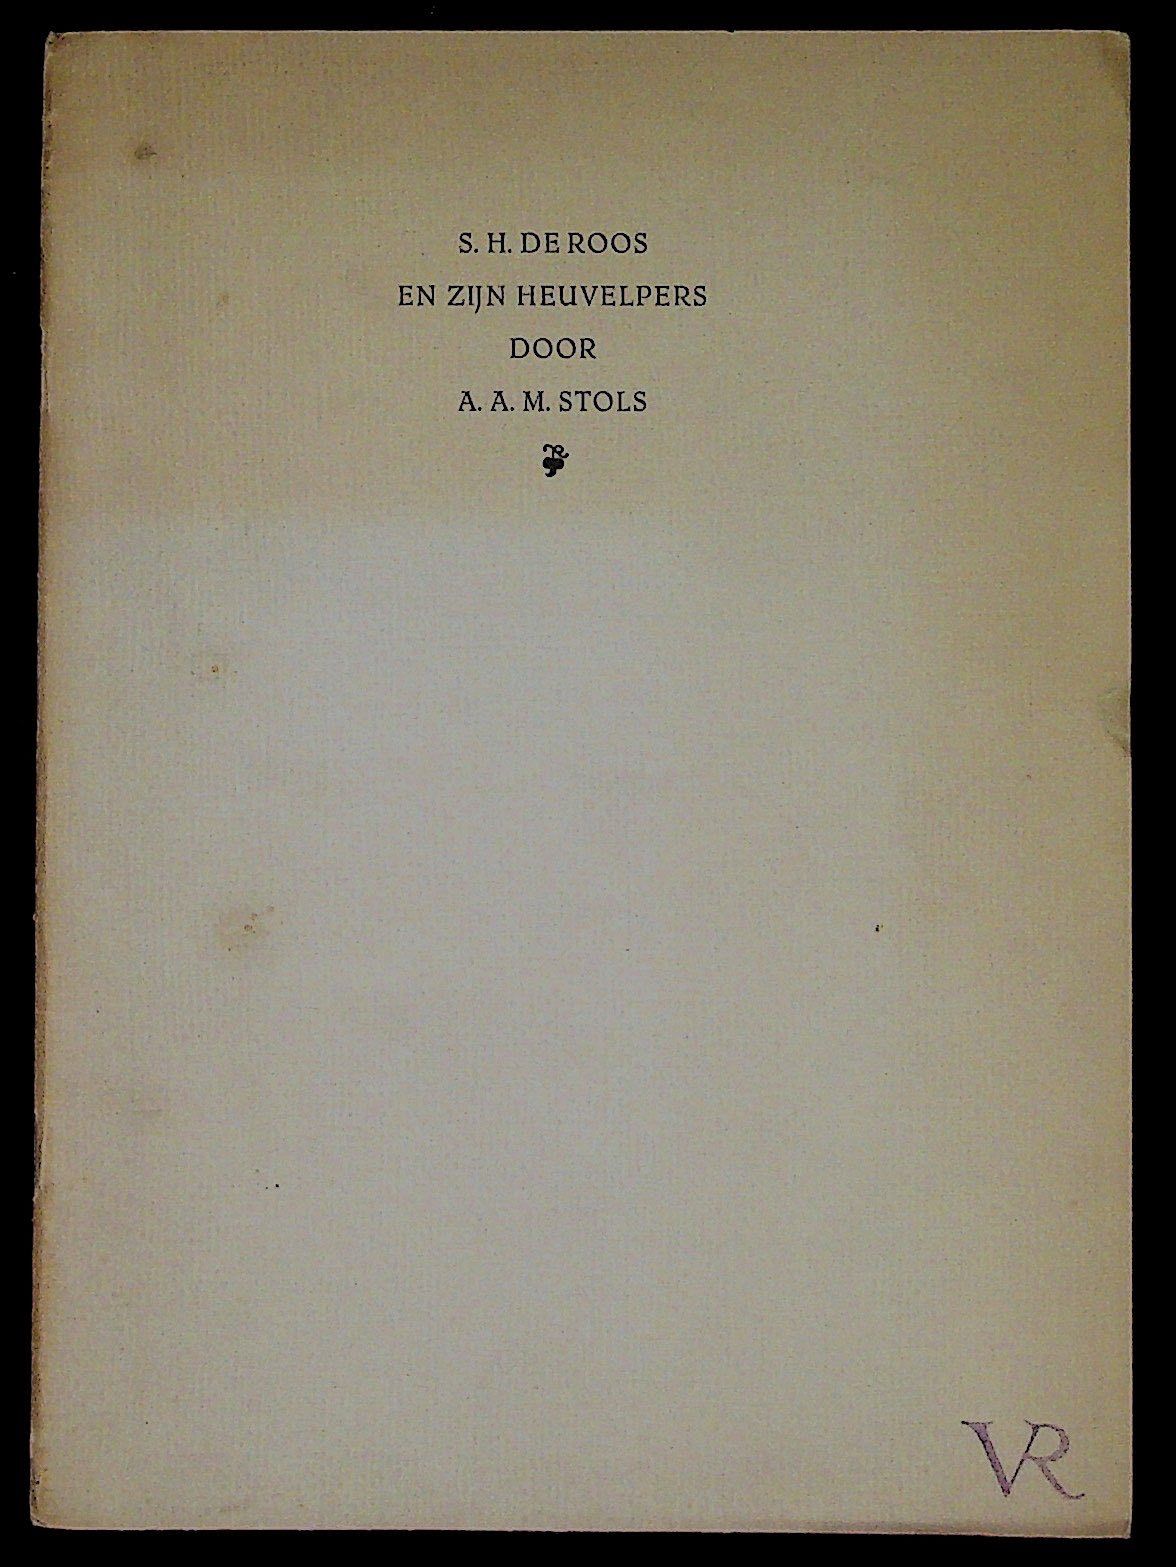 S. H. DE ROOS
EN ZIJN HEUVELPERS
DOOR
A. A. M. STOLS
VR